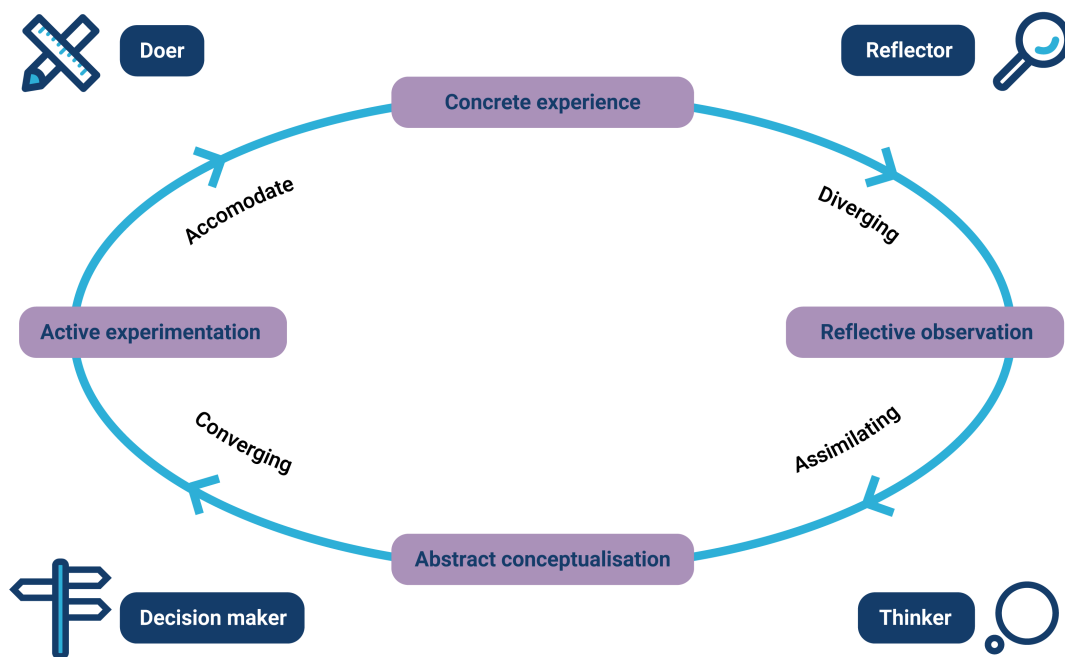 Doer
Reflector
Concrete experience
Accomodate
Diverging
Active experimentation
Reflective observation
Converging
Assimilating
Abstract conceptualisation
Decision maker
Thinker